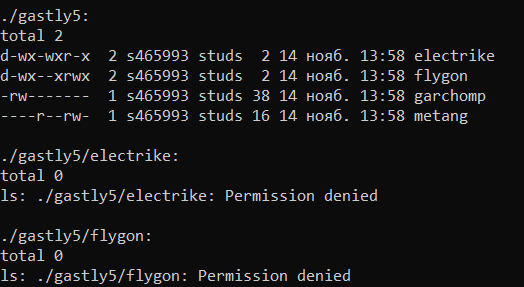 ./gastly5:
total 2
d-wx-wxr-x  2 s465993 studs  2 14 нояб. 13:58 electrike
d-wx--xrwx  2 s465993 studs  2 14 нояб. 13:58 flygon
-rw-------  1 s465993 studs 38 14 нояб. 13:58 garchomp
----r--rw-  1 s465993 studs 16 14 нояб. 13:58 metang
./gastly5/electrike:
total 0
ls: ./gastly5/electrike: Permission denied
./gastly5/flygon:
total 0
ls: ./gastly5/flygon: Permission denied